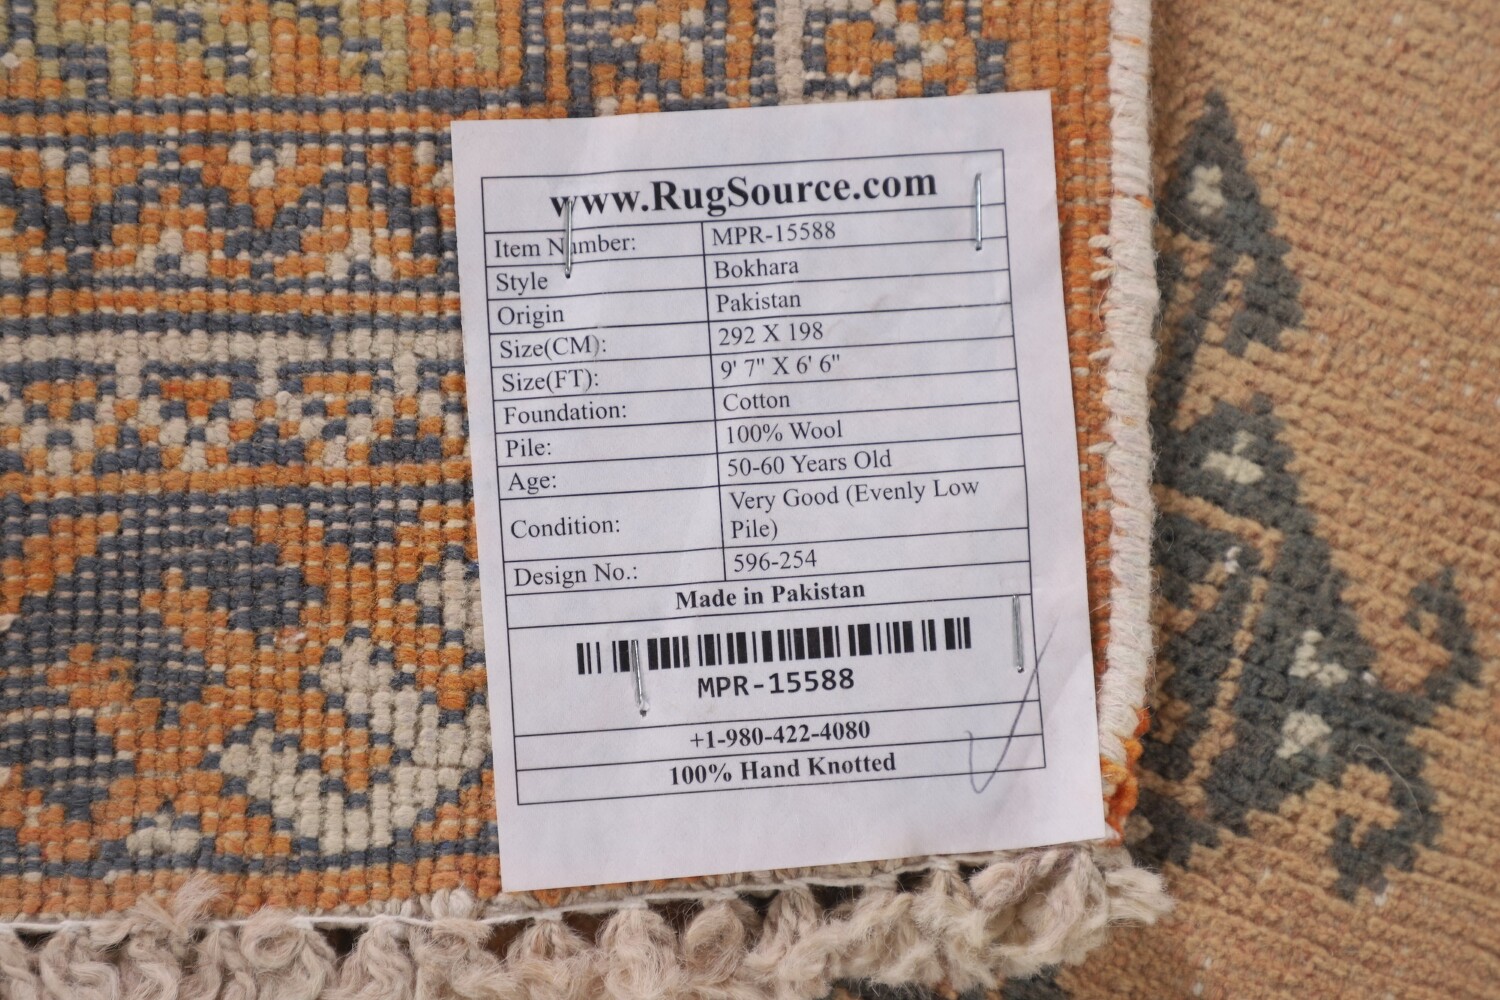 www.RugSource.com
Item Number: MPR-15588
Style Bokhara
Origin Pakistan
Size(CM): 292 X 198
Size(FT): 9' 7" X 6' 6"
Foundation: Cotton
Pile: 100% Wool
Age: 50-60 Years Old
Condition: Very Good (Evenly Low
Pile)
Design No.: 596-254
Made in Pakistan
MPR-15588
+1-980-422-4080
100% Hand Knotted